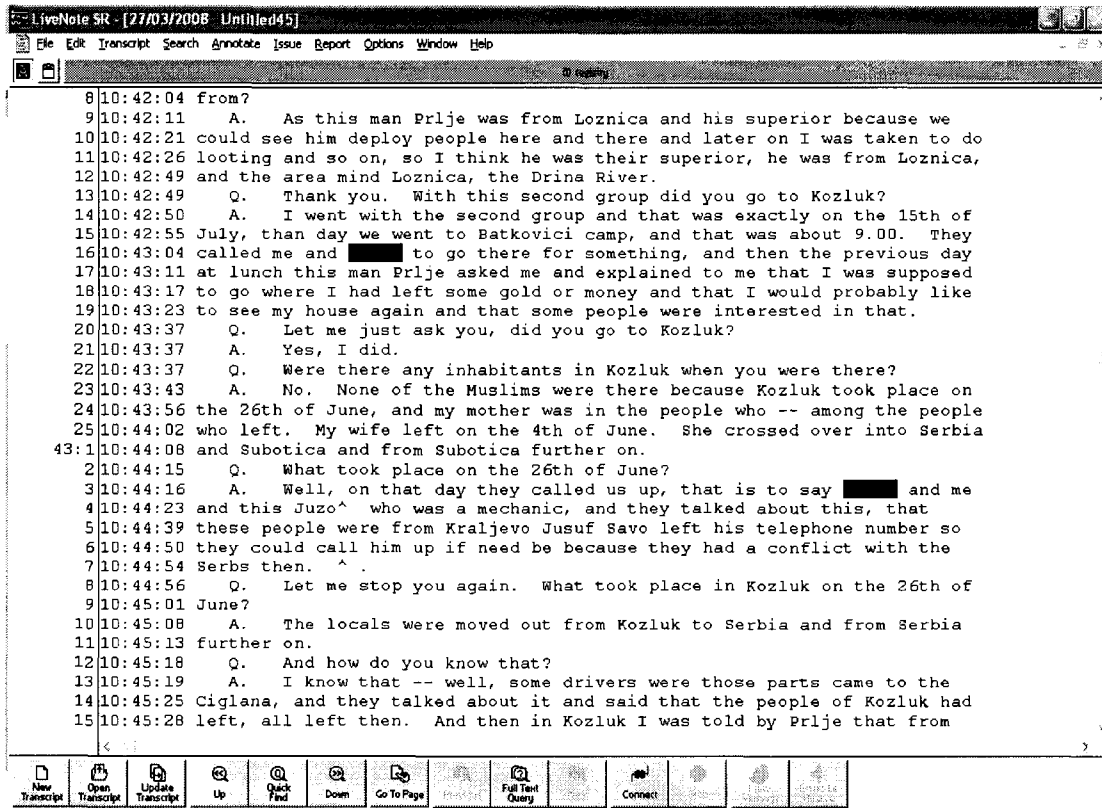 LiveNote SR - [27/03/2008 Untitled45]
File Edit Transcript Search Annotate Issue Report Options Window Help
8 10:42:04 from?
9 10:42:11 A. As this man Prlje was from Loznica and his superior because we
10 10:42:21 could see him deploy people here and there and later on I was taken to do
11 10:42:26 looting and so on, so I think he was their superior, he was from Loznica,
12 10:42:49 and the area mind Loznica, the Drina River.
13 10:42:49 Q. Thank you. With this second group did you go to Kozluk?
14 10:42:50 A. I went with the second group and that was exactly on the 15th of
15 10:42:55 July, than day we went to Batkovici camp, and that was about 9.00. They
16 10:43:04 called me and to go there for something, and then the previous day
17 10:43:11 at lunch this man Prlje asked me and explained to me that I was supposed
18 10:43:17 to go where I had left some gold or money and that I would probably like
19 10:43:23 to see my house again and that some people were interested in that.
20 10:43:37 Q. Let me just ask you, did you go to Kozluk?
21 10:43:37 A. Yes, I did.
22 10:43:37 Q. Were there any inhabitants in Kozluk when you were there?
23 10:43:43 A. No. None of the Muslims were there because Kozluk took place on
24 10:43:56 the 26th of June, and my mother was in the people who -- among the people
25 10:44:02 who left. My wife left on the 4th of June. She crossed over into Serbia
43:1 10:44:08 and Subotica and from Subotica further on.
2 10:44:15 Q. What took place on the 26th of June?
3 10:44:16 A. Well, on that day they called us up, that is to say and me
4 10:44:23 and this Juzo^ who was a mechanic, and they talked about this, that
5 10:44:39 these people were from Kraljevo Jusuf Savo left his telephone number so
6 10:44:50 they could call him up if need be because they had a conflict with the
7 10:44:54 Serbs then. ^ .
8 10:44:56 Q. Let me stop you again. What took place in Kozluk on the 26th of
9 10:45:01 June?
10 10:45:08 A. The locals were moved out from Kozluk to Serbia and from Serbia
11 10:45:13 further on.
12 10:45:18 Q. And how do you know that?
13 10:45:19 A. I know that -- well, some drivers were those parts came to the
14 10:45:25 Ciglana, and they talked about it and said that the people of Kozluk had
15 10:45:28 left, all left then. And then in Kozluk I was told by Prlje that from
New Transcript Open Transcript Update Transcript Up Quick Find Down Go To Page Full Text Query Connect